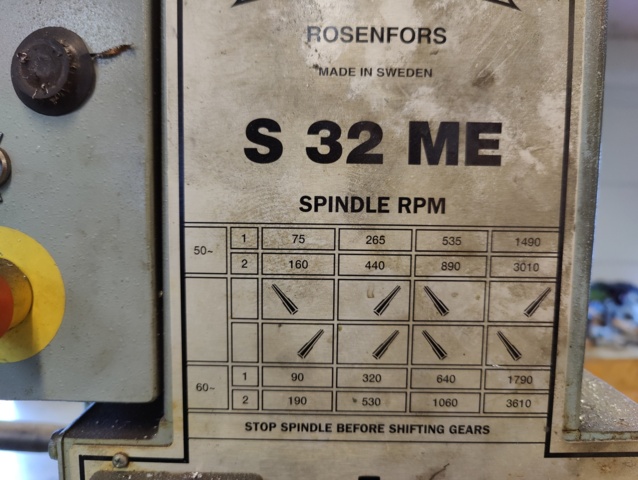 ROSENFORS
MADE IN SWEDEN
S 32 ME
SPINDLE RPM
50~ 1 75 265 535 1490
2 160 440 890 3010
60~ 1 90 320 640 1790
2 190 530 1060 3610
STOP SPINDLE BEFORE SHIFTING GEARS